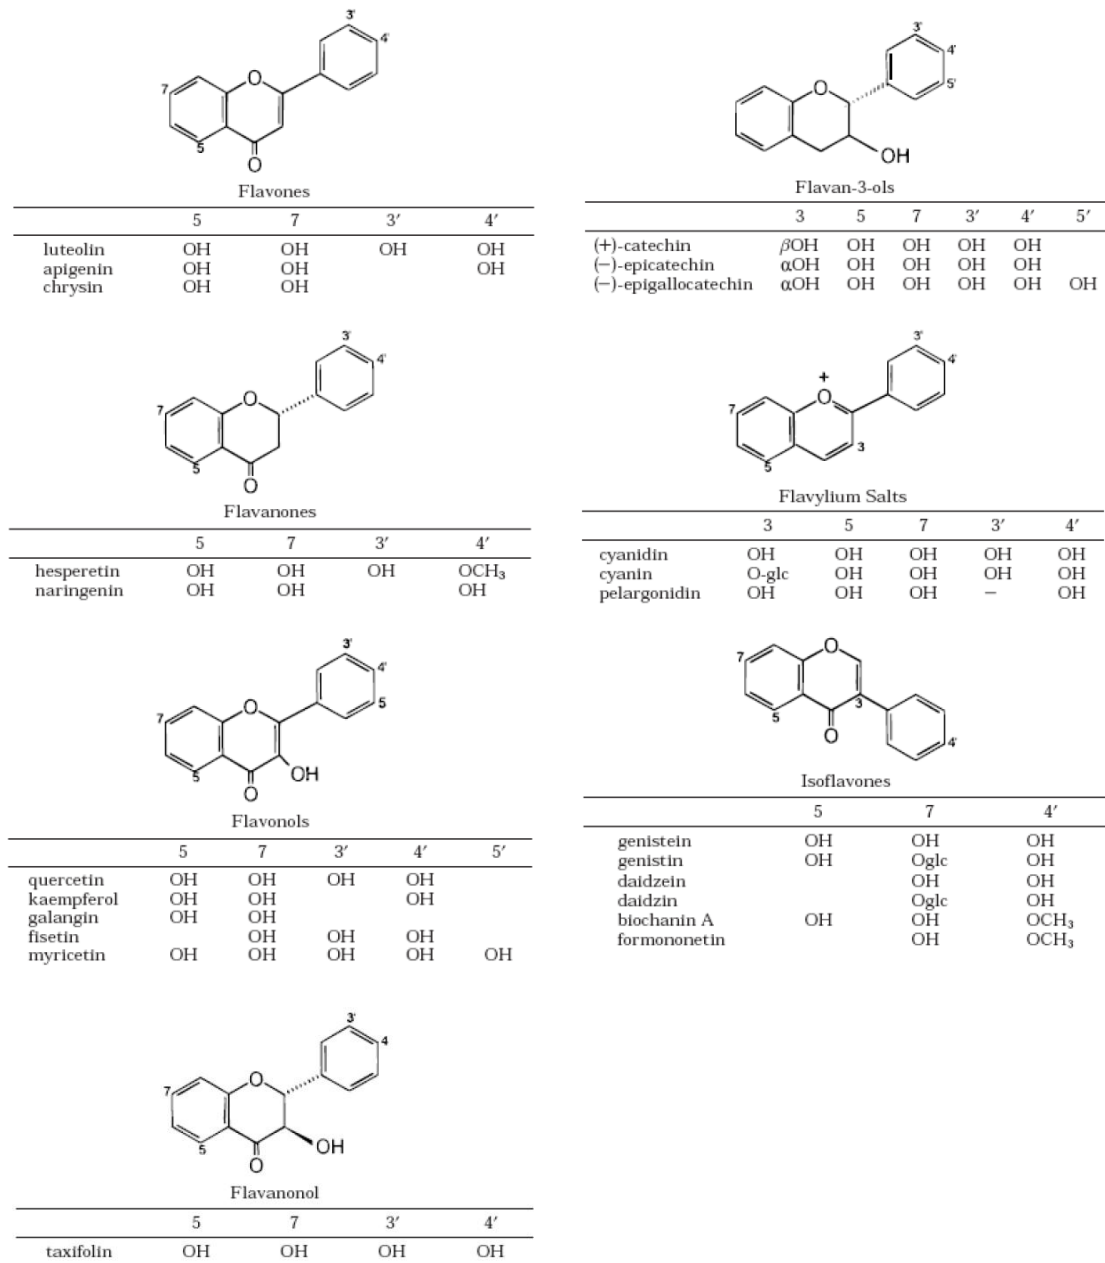 3'
4'
7
O
5
O
Flavones
5 7 3′ 4′
luteolin OH OH OH OH
apigenin OH OH OH
chrysin OH OH
3'
4'
7
O
5
O
Flavanones
5 7 3′ 4′
hesperetin OH OH OH OCH₃
naringenin OH OH OH
3'
4'
5
7
O
5
OH
O
Flavonols
5 7 3′ 4′ 5′
quercetin OH OH OH OH
kaempferol OH OH OH
galangin OH OH
fisetin OH OH OH
myricetin OH OH OH OH OH
3'
4
7
O
5
OH
O
Flavanonol
5 7 3′ 4′
taxifolin OH OH OH OH
3'
4'
5'
O
OH
Flavan-3-ols
3 5 7 3′ 4′ 5′
(+)-catechin βOH OH OH OH OH
(−)-epicatechin αOH OH OH OH OH
(−)-epigallocatechin αOH OH OH OH OH OH
3'
4'
+
7
O
3
5
Flavylium Salts
3 5 7 3′ 4′
cyanidin OH OH OH OH OH
cyanin O-glc OH OH OH OH
pelargonidin OH OH OH − OH
7
O
3
5
O
4'
Isoflavones
5 7 4′
genistein OH OH OH
genistin OH Oglc OH
daidzein OH OH
daidzin Oglc OH
biochanin A OH OH OCH₃
formononetin OH OCH₃